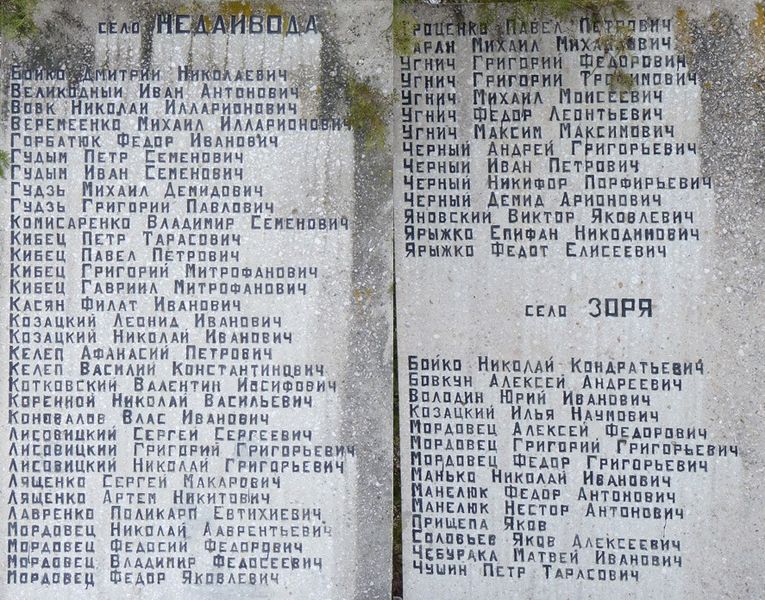 село НЕДАЙВОДА
Бойко Дмитрий Николаевич
Великодный Иван Антонович
Вовк Николай Илларионович
Веремеенко Михаил Илларионович
Горбатюк Федор Иванович
Гудым Петр Семенович
Гудым Иван Семенович
Гудзь Михаил Демидович
Гудзь Григорий Павлович
Комисаренко Владимир Семенович
Кибец Петр Тарасович
Кибец Павел Петрович
Кибец Григорий Митрофанович
Кибец Гавриил Митрофанович
Касян Филат Иванович
Козацкий Леонид Иванович
Козацкий Николай Иванович
Келеп Афанасий Петрович
Келеп Василий Константинович
Котковский Валентин Иосифович
Коренной Николай Васильевич
Коновалов Влас Иванович
Лисовицкий Сергей Сергеевич
Лисовицкий Григорий Григорьевич
Лисовицкий Николай Григорьевич
Лященко Сергей Макарович
Лященко Артем Никитович
Лавренко Поликарп Евтихиевич
Мордовец Николай Лаврентьевич
Мордовец Федосий Федорович
Мордовец Владимир Федосеевич
Мордовец Федор Яковлевич
Троценко Павел Петрович
Михаил Михайлович
Угнич Григорий Федорович
Угнич Григорий Трофимович
Угнич Михаил Моисеевич
Угнич Федор Леонтьевич
Угнич Максим Максимович
Черный Андрей Григорьевич
Черный Иван Петрович
Черный Никифор Порфирьевич
Черный Демид Арионович
Яновский Виктор Яковлевич
Ярыжко Епифан Никодимович
Ярыжко Федот Елисеевич
село ЗОРЯ
Бойко Николай Кондратьевич
Бовкун Алексей Андреевич
Володин Юрий Иванович
Козацкий Илья Наумович
Мордовец Алексей Федорович
Мордовец Григорий Григорьевич
Мордовец Федор Григорьевич
Манько Николай Иванович
Манелюк Федор Антонович
Манелюк Нестор Антонович
Прищепа Яков
Соловьев Яков Алексеевич
Чебурака Матвей Иванович
Чушин Петр Тарасович